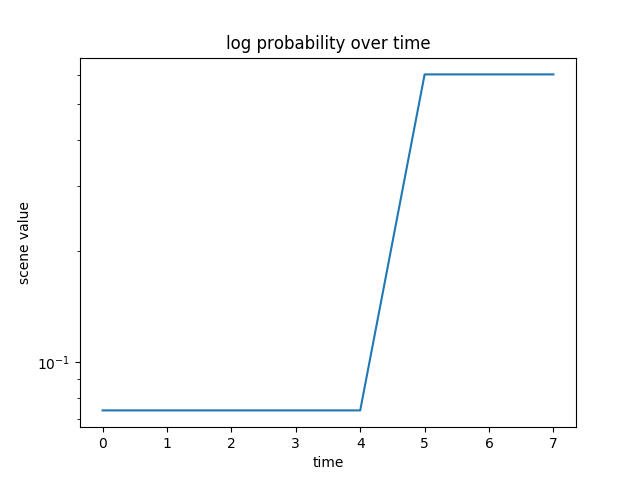 log probability over time
scene value
10⁻¹
0 1 2 3 4 5 6 7
time